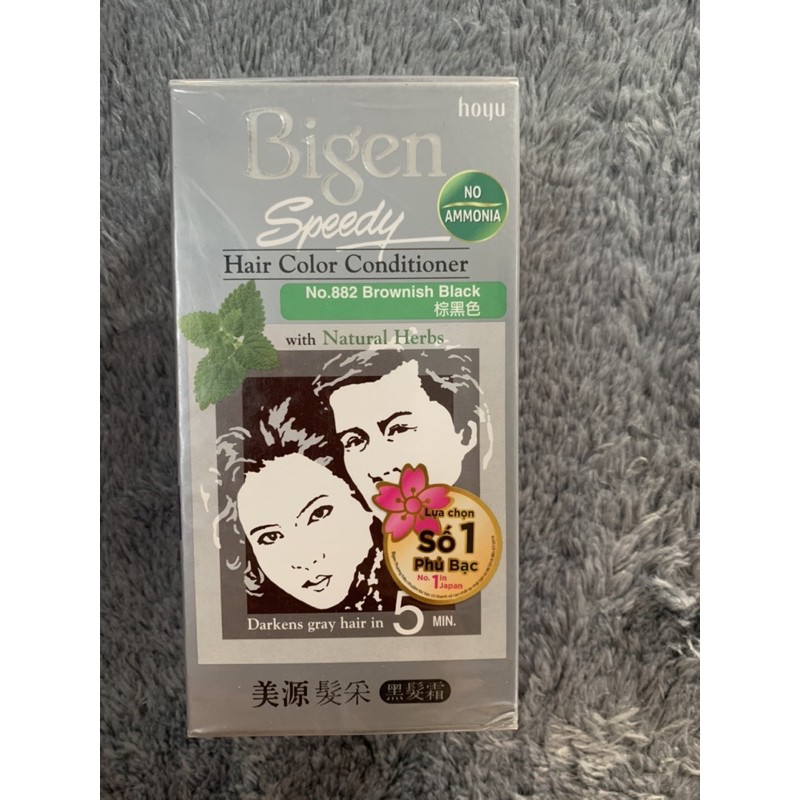 hoyu
Bigen
NO
AMMONIA
Speedy
Hair Color Conditioner
No.882 Brownish Black
棕黑色
with Natural Herbs
Lựa chọn
Số 1
Phủ Bạc
No. 1 in Japan
Darkens gray hair in 5 MIN.
美源髮采 黑髮霜